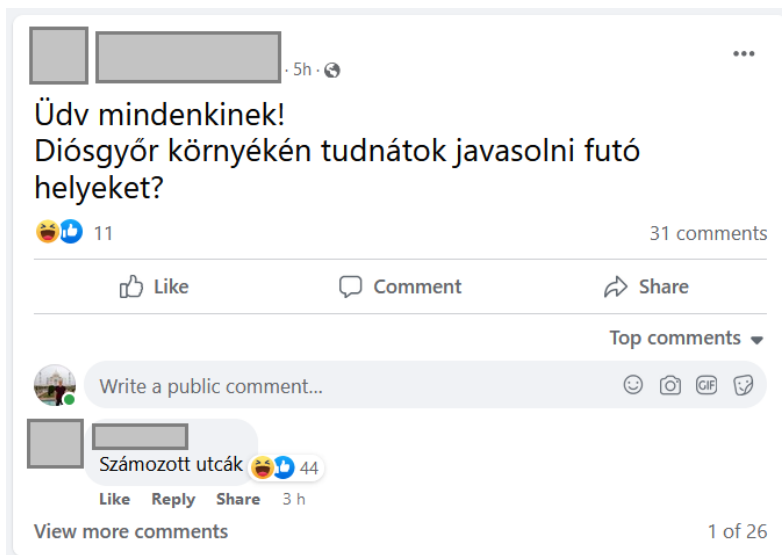 · 5h ·
Üdv mindenkinek!
Diósgyőr környékén tudnátok javasolni futó
helyeket?
11 31 comments
Like Comment Share
Top comments
Write a public comment... GIF
Számozott utcák 44
Like Reply Share 3 h
View more comments 1 of 26